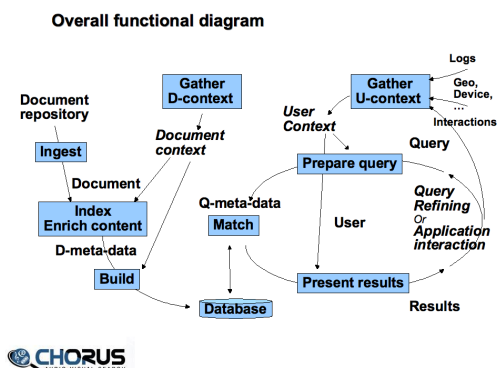 Overall functional diagram
Logs
Gather
D-context
Gather
U-context
Geo,
Device,
...
Interactions
Document
repository
User
Context
Document
context
Ingest
Query
Prepare query
Document
Query
Refining
Or
Application
interaction
Q-meta-data
Index
Enrich content
Match
User
D-meta-data
Build
Present results
Database
Results
CHORUS